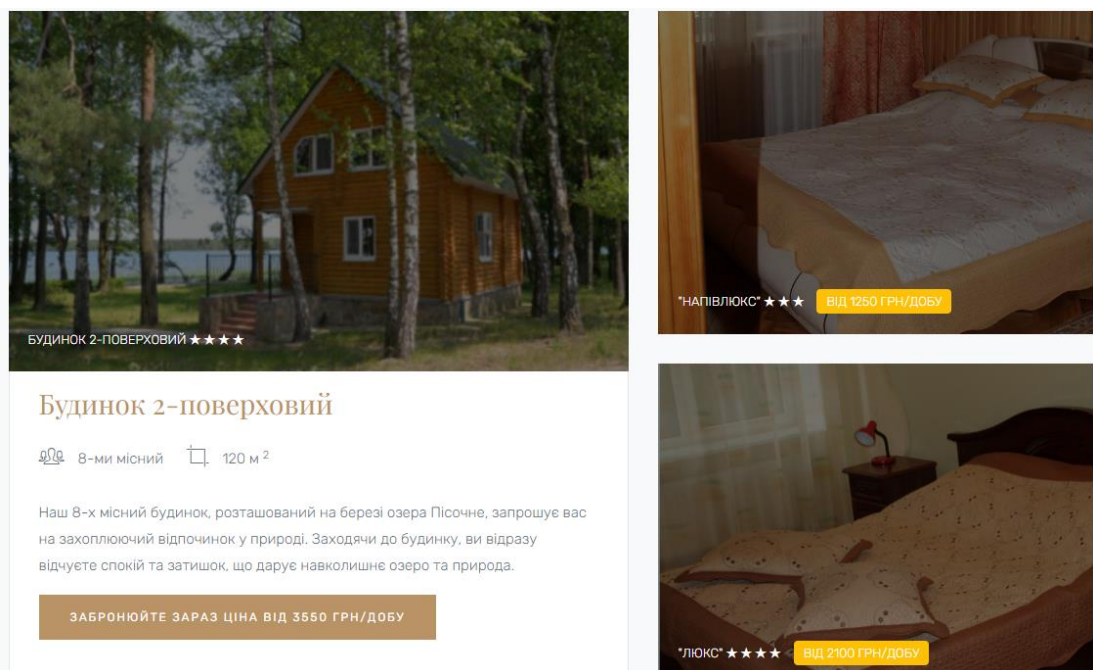 БУДИНОК 2-ПОВЕРХОВИЙ ★★★★
Будинок 2-поверховий
8-ми місний 120 м ²
Наш 8-х місний будинок, розташований на березі озера Пісочне, запрошує вас
на захоплюючий відпочинок у природі. Заходячи до будинку, ви відразу
відчуєте спокій та затишок, що дарує навколишнє озеро та природа.
ЗАБРОНЮЙТЕ ЗАРАЗ ЦІНА ВІД 3550 ГРН/ДОБУ
"НАПІВЛЮКС" ★★★ ВІД 1250 ГРН/ДОБУ
"ЛЮКС" ★★★★ ВІД 2100 ГРН/ДОБУ